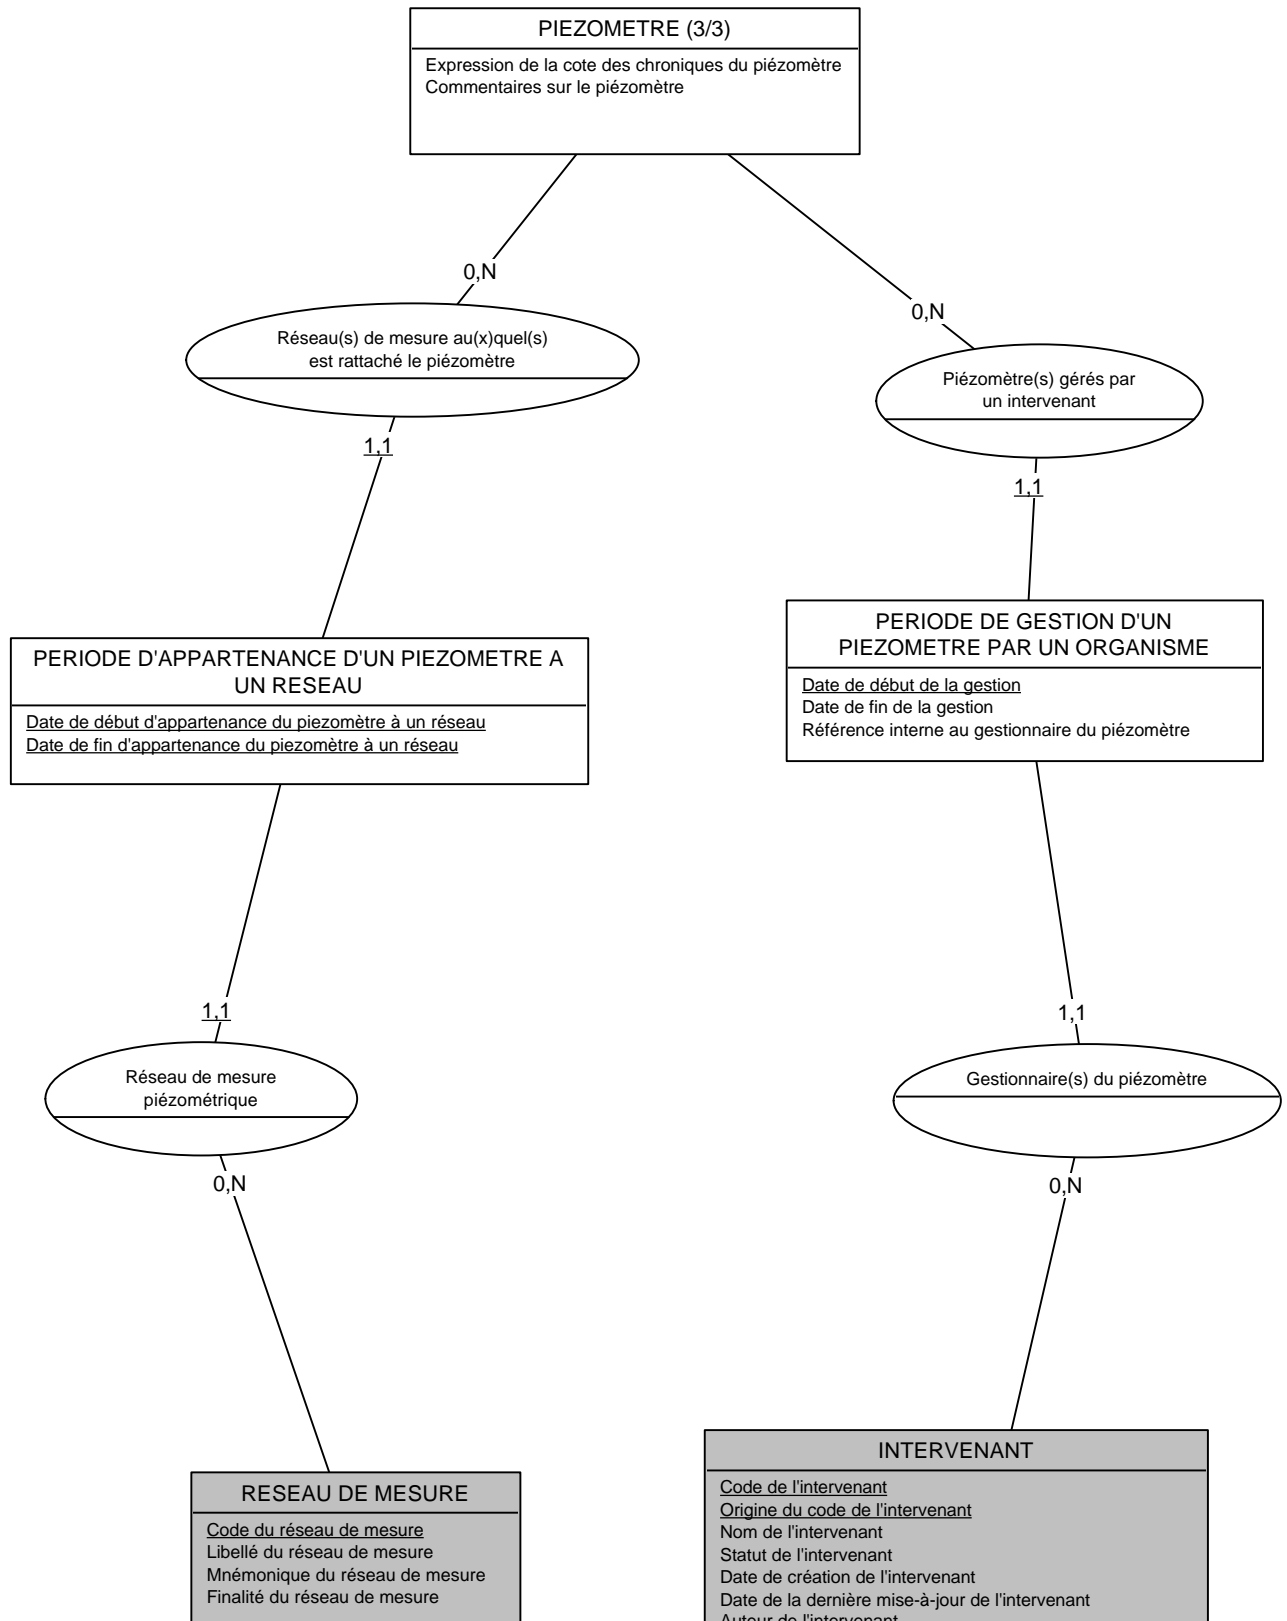 PIEZOMETRE (3/3)
Expression de la cote des chroniques du piézomètre
Commentaires sur le piézomètre
0,N
0,N
Réseau(s) de mesure au(x)quel(s)
est rattaché le piézomètre
Piézomètre(s) gérés par
un intervenant
1,1
1,1
PERIODE D'APPARTENANCE D'UN PIEZOMETRE A
UN RESEAU
Date de début d'appartenance du piezomètre à un réseau
Date de fin d'appartenance du piezomètre à un réseau
PERIODE DE GESTION D'UN
PIEZOMETRE PAR UN ORGANISME
Date de début de la gestion
Date de fin de la gestion
Référence interne au gestionnaire du piézomètre
1,1
1,1
Réseau de mesure
piézométrique
Gestionnaire(s) du piézomètre
0,N
0,N
RESEAU DE MESURE
Code du réseau de mesure
Libellé du réseau de mesure
Mnémonique du réseau de mesure
Finalité du réseau de mesure
INTERVENANT
Code de l'intervenant
Origine du code de l'intervenant
Nom de l'intervenant
Statut de l'intervenant
Date de création de l'intervenant
Date de la dernière mise-à-jour de l'intervenant
Auteur de l'intervenant